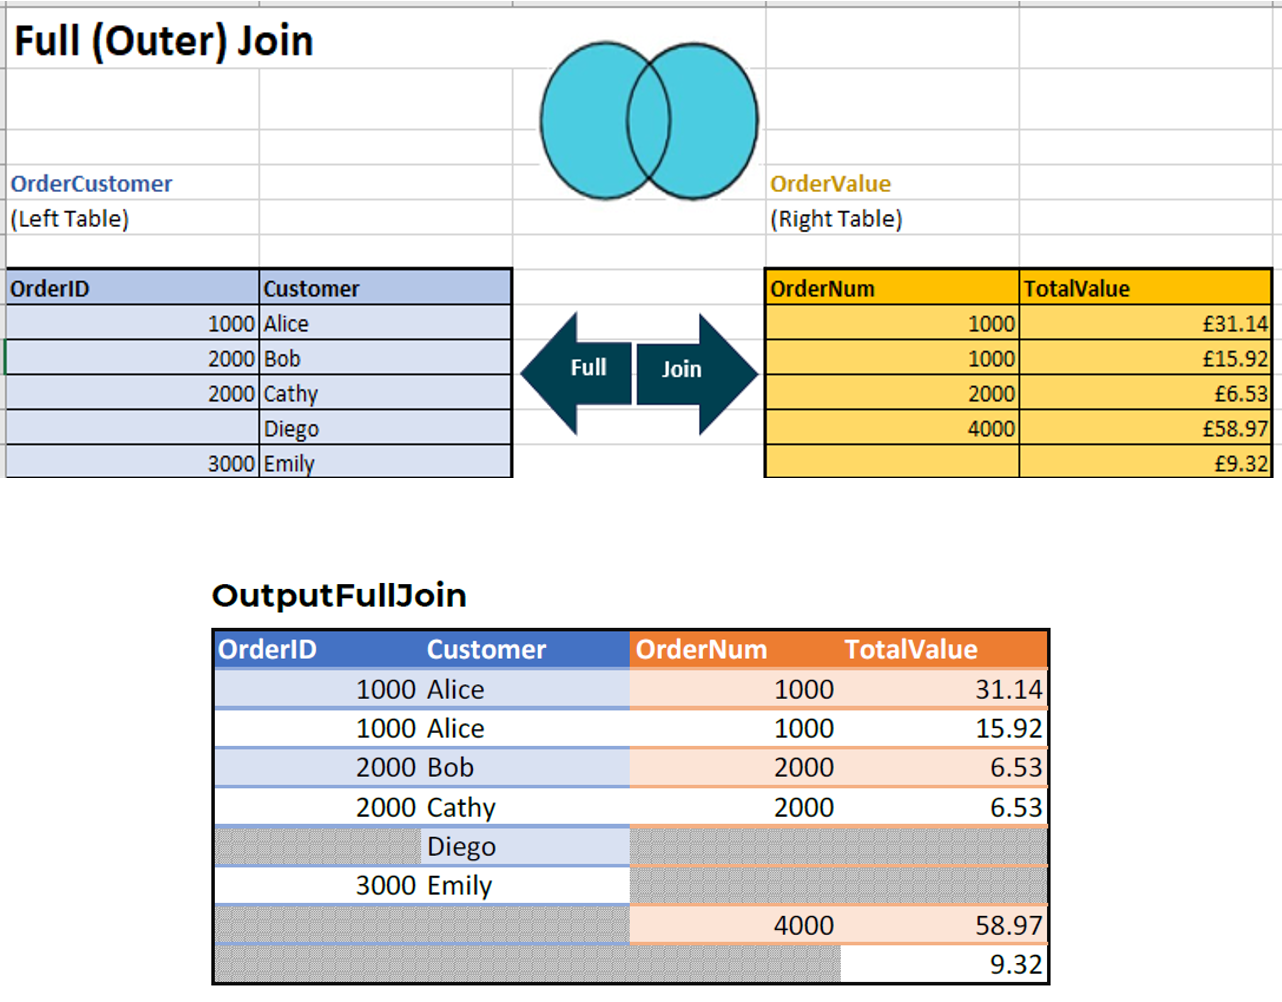 Full (Outer) Join
OrderCustomer
(Left Table)
OrderValue
(Right Table)
OrderID Customer
1000 Alice
2000 Bob
2000 Cathy
Diego
3000 Emily
Full Join
OrderNum TotalValue
1000 £31.14
1000 £15.92
2000 £6.53
4000 £58.97
£9.32
OutputFullJoin
OrderID Customer OrderNum TotalValue
1000 Alice 1000 31.14
1000 Alice 1000 15.92
2000 Bob 2000 6.53
2000 Cathy 2000 6.53
Diego
3000 Emily
4000 58.97
9.32